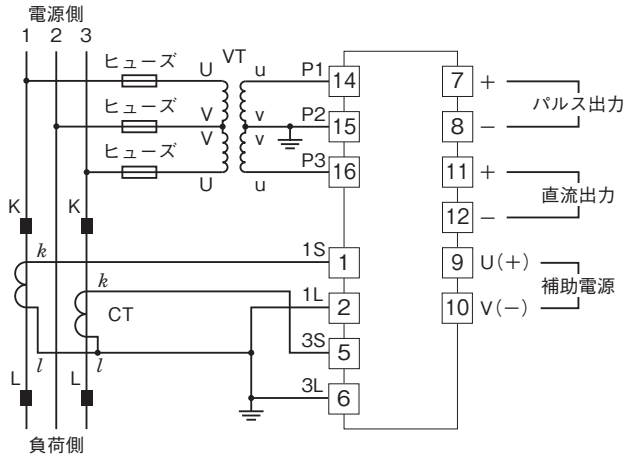 電源側
1 2 3
ヒューズ U VT u P1 14 7 +
パルス出力
ヒューズ V v P2 15 8 −
ヒューズ V v
U u P3 16 11 +
直流出力
12 −
K K
k 1S 1 9 U(+)
補助電源
k 1L 2 10 V(−)
CT
3S 5
l l
L L 3L 6
負荷側